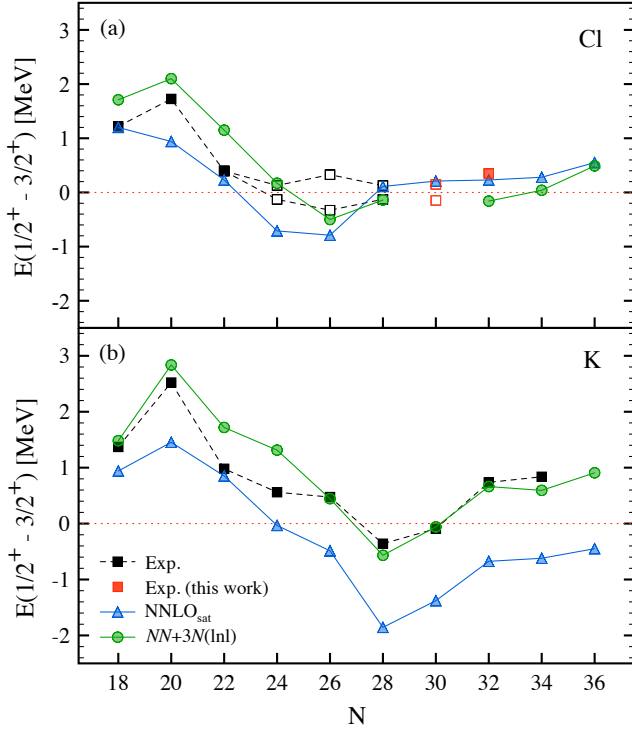 (a)
Cl
E(1/2⁺ - 3/2⁺) [MeV]
3
2
1
0
-1
-2
(b)
K
E(1/2⁺ - 3/2⁺) [MeV]
3
2
1
0
-1
-2
Exp.
Exp. (this work)
NNLOₛₐₜ
NN+3N(lnl)
18 20 22 24 26 28 30 32 34 36
N